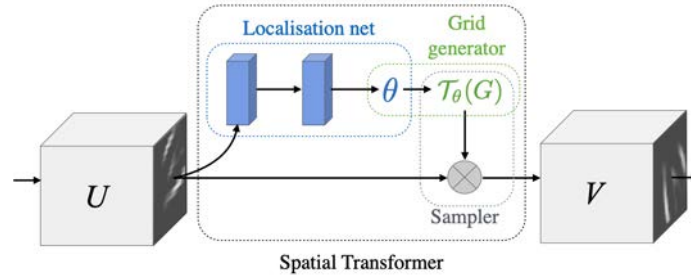 Localisation net
Grid
generator
θ
𝒯θ(G)
U
V
Sampler
Spatial Transformer